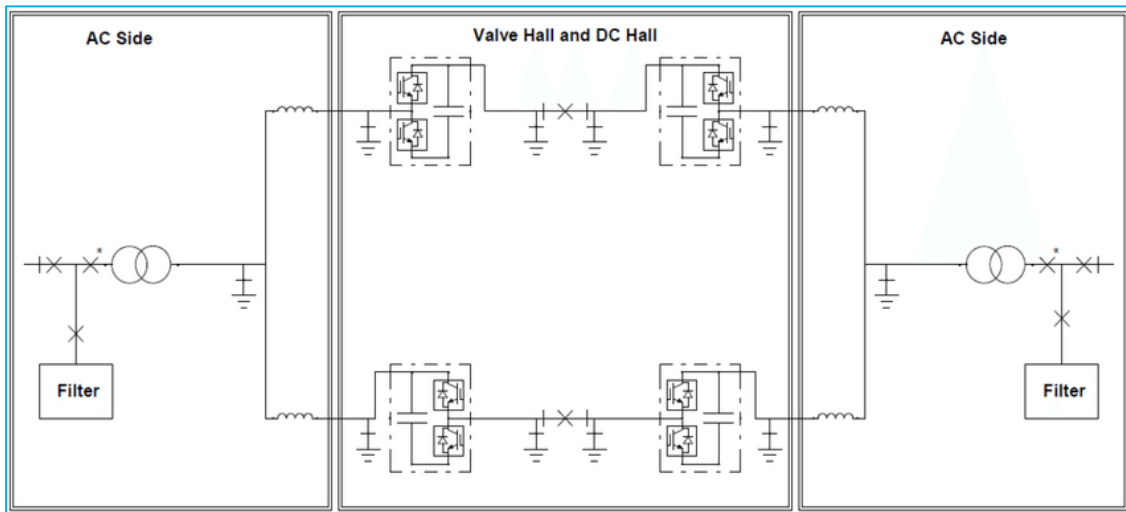 AC Side
Valve Hall and DC Hall
AC Side
*
*
Filter
Filter